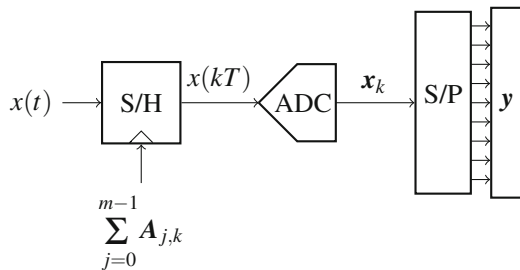 x(t)
S/H
x(kT)
ADC
x_k
S/P
y
m−1
∑ A_{j,k}
j=0